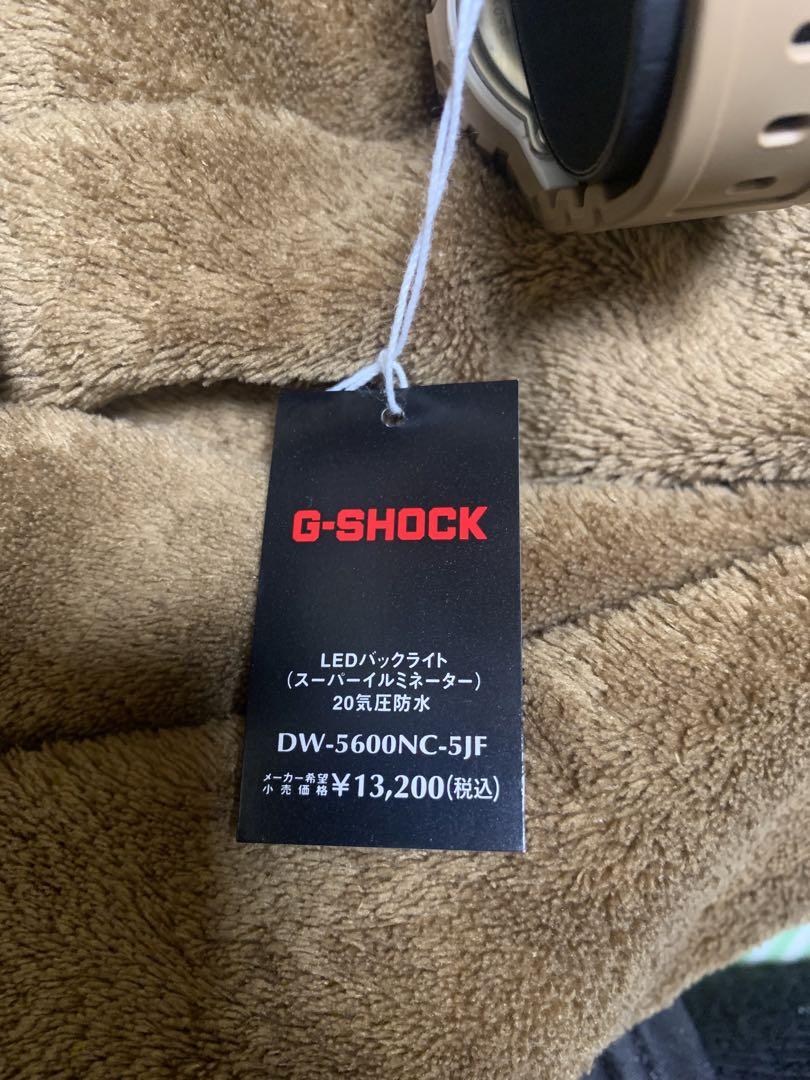 G-SHOCK
LEDバックライト
(スーパーイルミネーター)
20気圧防水
DW-5600NC-5JF
メーカー希望
小売価格 ¥13,200(税込)